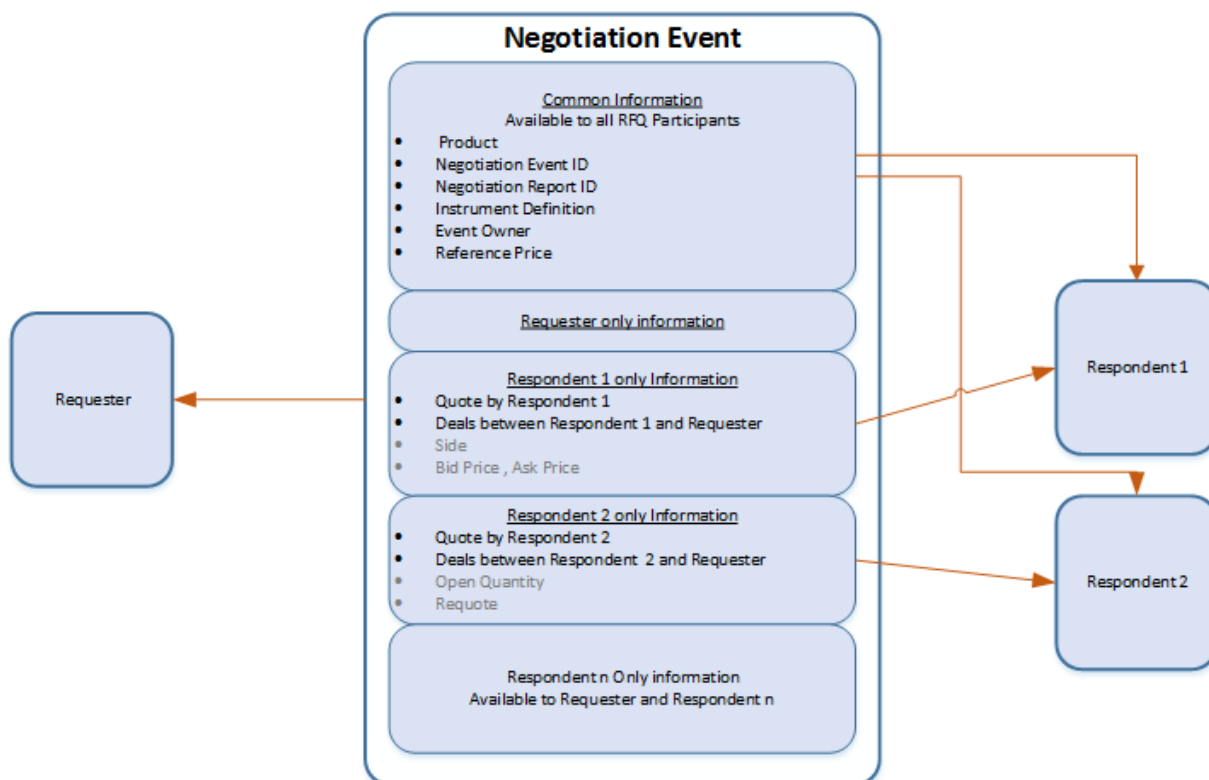 Negotiation Event
Common Information
Available to all RFQ Participants
• Product
• Negotiation Event ID
• Negotiation Report ID
• Instrument Definition
• Event Owner
• Reference Price
Requester only information
Respondent 1 only Information
• Quote by Respondent 1
• Deals between Respondent 1 and Requester
• Side
• Bid Price , Ask Price
Respondent 2 only Information
• Quote by Respondent 2
• Deals between Respondent 2 and Requester
• Open Quantity
• Requote
Respondent n Only information
Available to Requester and Respondent n
Requester
Respondent 1
Respondent 2